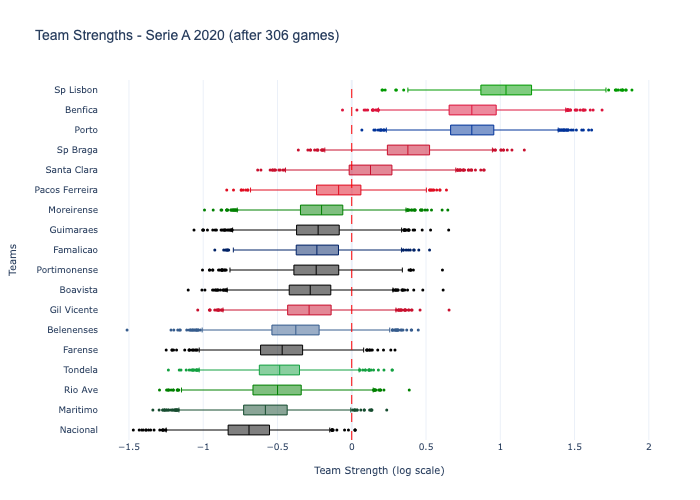 Team Strengths - Serie A 2020 (after 306 games)
Sp Lisbon
Benfica
Porto
Sp Braga
Santa Clara
Pacos Ferreira
Moreirense
Guimaraes
Famalicao
Portimonense
Boavista
Gil Vicente
Belenenses
Farense
Tondela
Rio Ave
Maritimo
Nacional
Teams
−1.5 −1 −0.5 0 0.5 1 1.5 2
Team Strength (log scale)